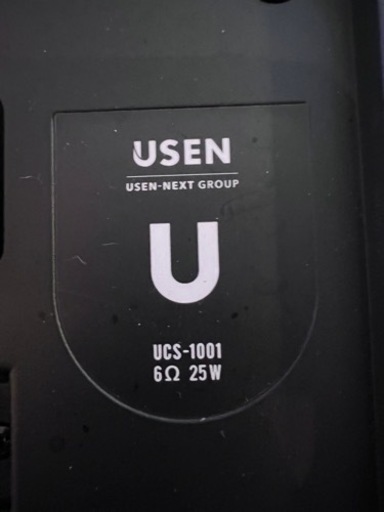 USEN
USEN-NEXT GROUP
U
UCS-1001
6Ω 25W